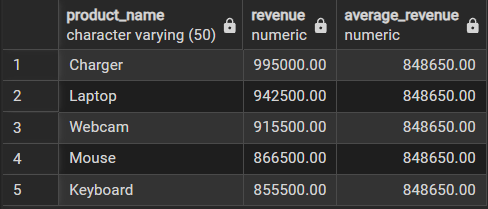 product_name revenue average_revenue
character varying (50) numeric numeric
1 Charger 995000.00 848650.00
2 Laptop 942500.00 848650.00
3 Webcam 915500.00 848650.00
4 Mouse 866500.00 848650.00
5 Keyboard 855500.00 848650.00